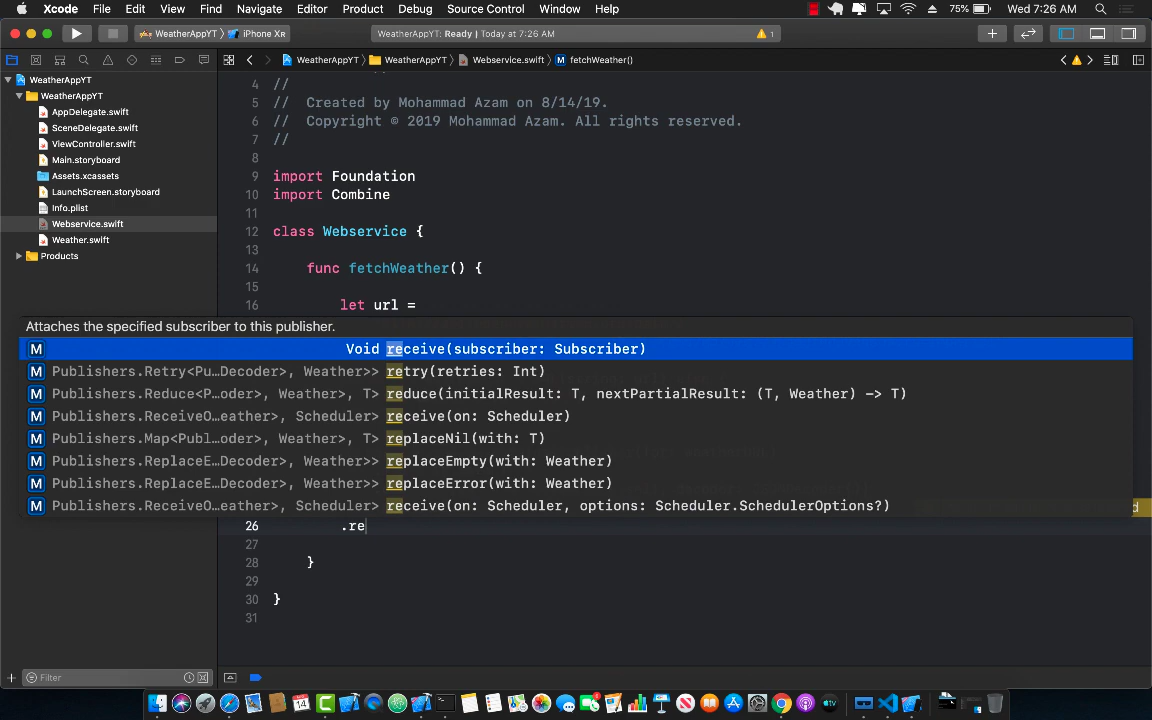 Xcode File Edit View Find Navigate Editor Product Debug Source Control Window Help 75% Wed 7:26 AM
WeatherAppYT iPhone XR WeatherAppYT: Ready | Today at 7:26 AM 1
WeatherAppYT WeatherAppYT Webservice.swift fetchWeather()
WeatherAppYT
WeatherAppYT
AppDelegate.swift
SceneDelegate.swift
ViewController.swift
Main.storyboard
Assets.xcassets
LaunchScreen.storyboard
Info.plist
Webservice.swift
Weather.swift
Products
4 //
5 // Created by Mohammad Azam on 8/14/19.
6 // Copyright © 2019 Mohammad Azam. All rights reserved.
7 //
8
9 import Foundation
10 import Combine
11
12 class Webservice {
13
14 func fetchWeather() {
15
16 let url =
Attaches the specified subscriber to this publisher.
M Void receive(subscriber: Subscriber)
M Publishers.Retry<Pu…Decoder>, Weather>> retry(retries: Int)
M Publishers.Reduce<P…Decoder>, Weather>, T> reduce(initialResult: T, nextPartialResult: (T, Weather) -> T)
M Publishers.ReceiveO…eather>, Scheduler> receive(on: Scheduler)
M Publishers.Map<Publ…oder>, Weather>, T> replaceNil(with: T)
M Publishers.ReplaceE…Decoder>, Weather>> replaceEmpty(with: Weather)
M Publishers.ReplaceE…Decoder>, Weather>> replaceError(with: Weather)
M Publishers.ReceiveO…eather>, Scheduler> receive(on: Scheduler, options: Scheduler.SchedulerOptions?)
26 .re
27
28 }
29
30 }
31
Filter